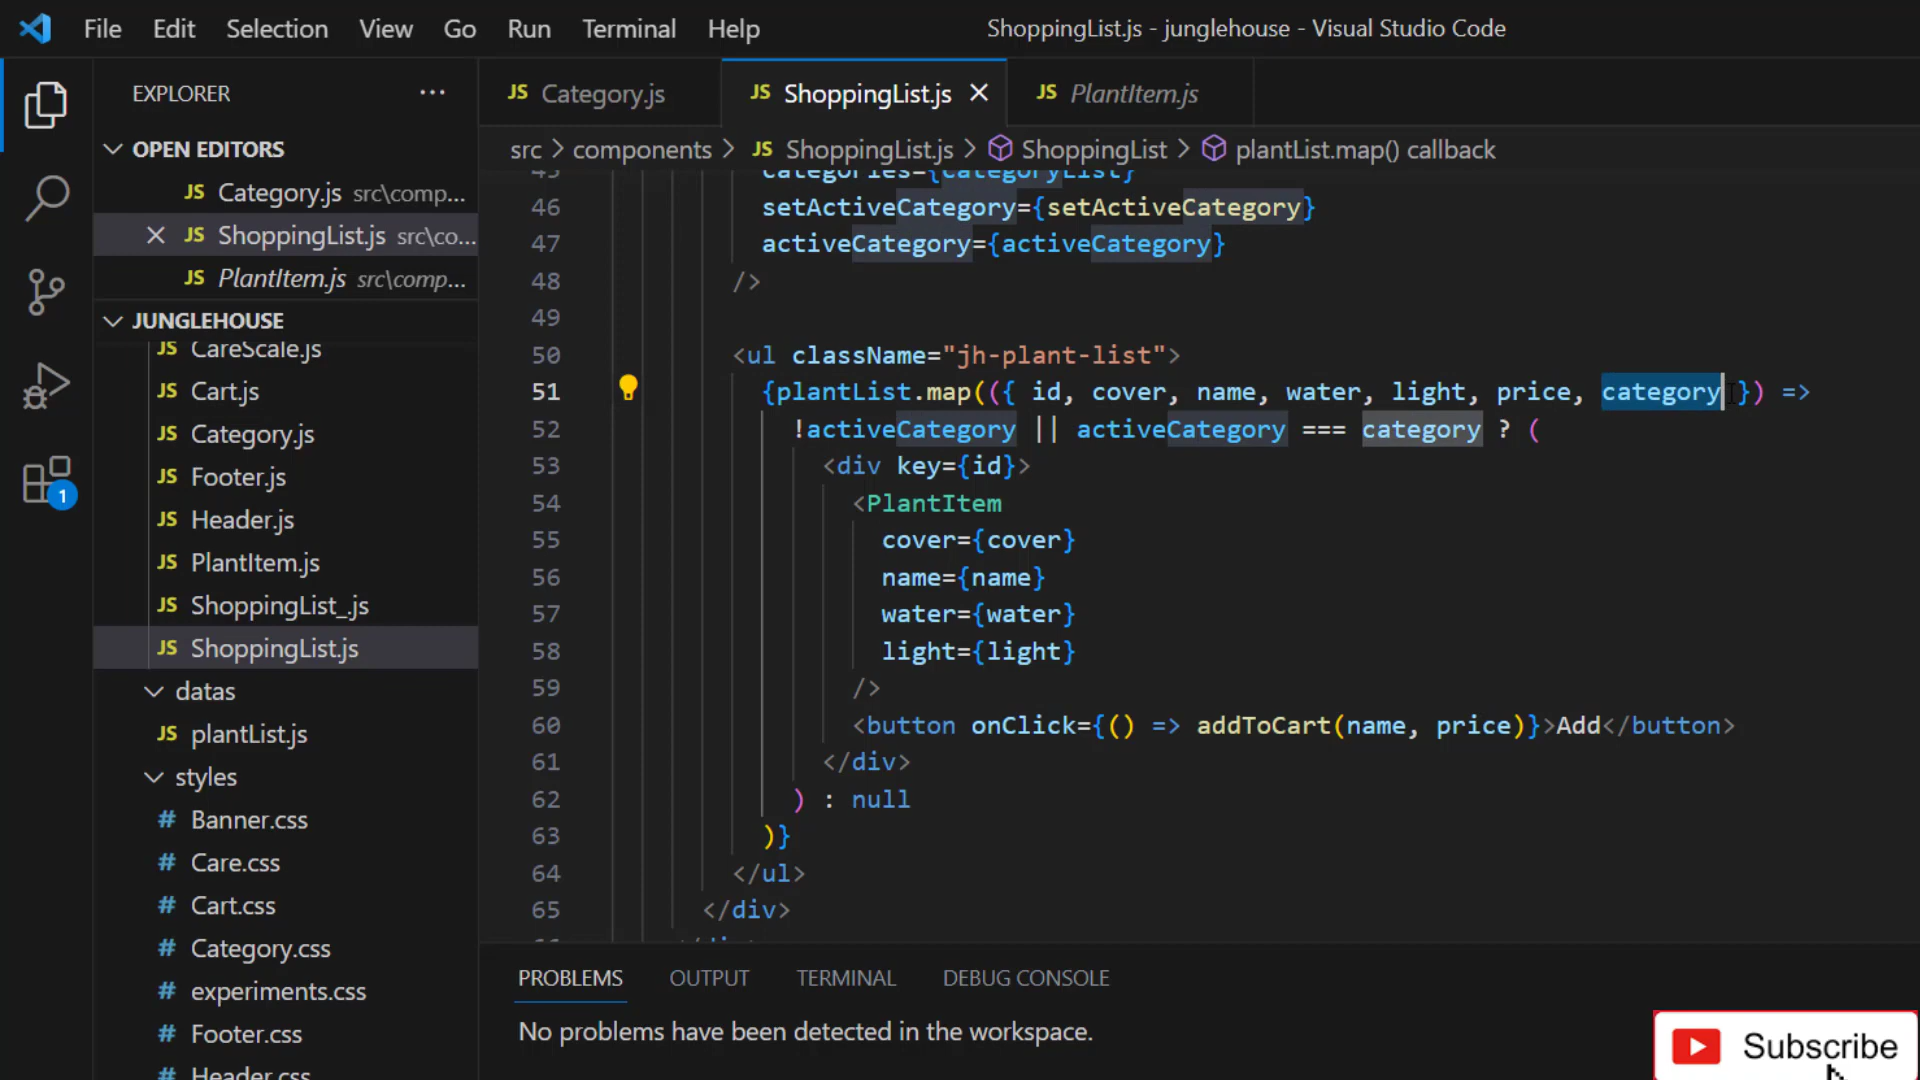 File Edit Selection View Go Run Terminal Help ShoppingList.js - junglehouse - Visual Studio Code
EXPLORER ···
JS Category.js JS ShoppingList.js × JS PlantItem.js
OPEN EDITORS
JS Category.js src\comp...
× JS ShoppingList.js src\co...
JS PlantItem.js src\comp...
JUNGLEHOUSE
JS CareScale.js
JS Cart.js
JS Category.js
JS Footer.js
JS Header.js
JS PlantItem.js
JS ShoppingList_.js
JS ShoppingList.js
datas
JS plantList.js
styles
# Banner.css
# Care.css
# Cart.css
# Category.css
# experiments.css
# Footer.css
# Header.css
1
src > components > JS ShoppingList.js > ShoppingList > plantList.map() callback
45 categories={categoryList}
46 setActiveCategory={setActiveCategory}
47 activeCategory={activeCategory}
48 />
49
50 <ul className="jh-plant-list">
51 {plantList.map(({ id, cover, name, water, light, price, category }) =>
52 !activeCategory || activeCategory === category ? (
53 <div key={id}>
54 <PlantItem
55 cover={cover}
56 name={name}
57 water={water}
58 light={light}
59 />
60 <button onClick={() => addToCart(name, price)}>Add</button>
61 </div>
62 ) : null
63 )}
64 </ul>
65 </div>
PROBLEMS OUTPUT TERMINAL DEBUG CONSOLE
No problems have been detected in the workspace.
Subscribe